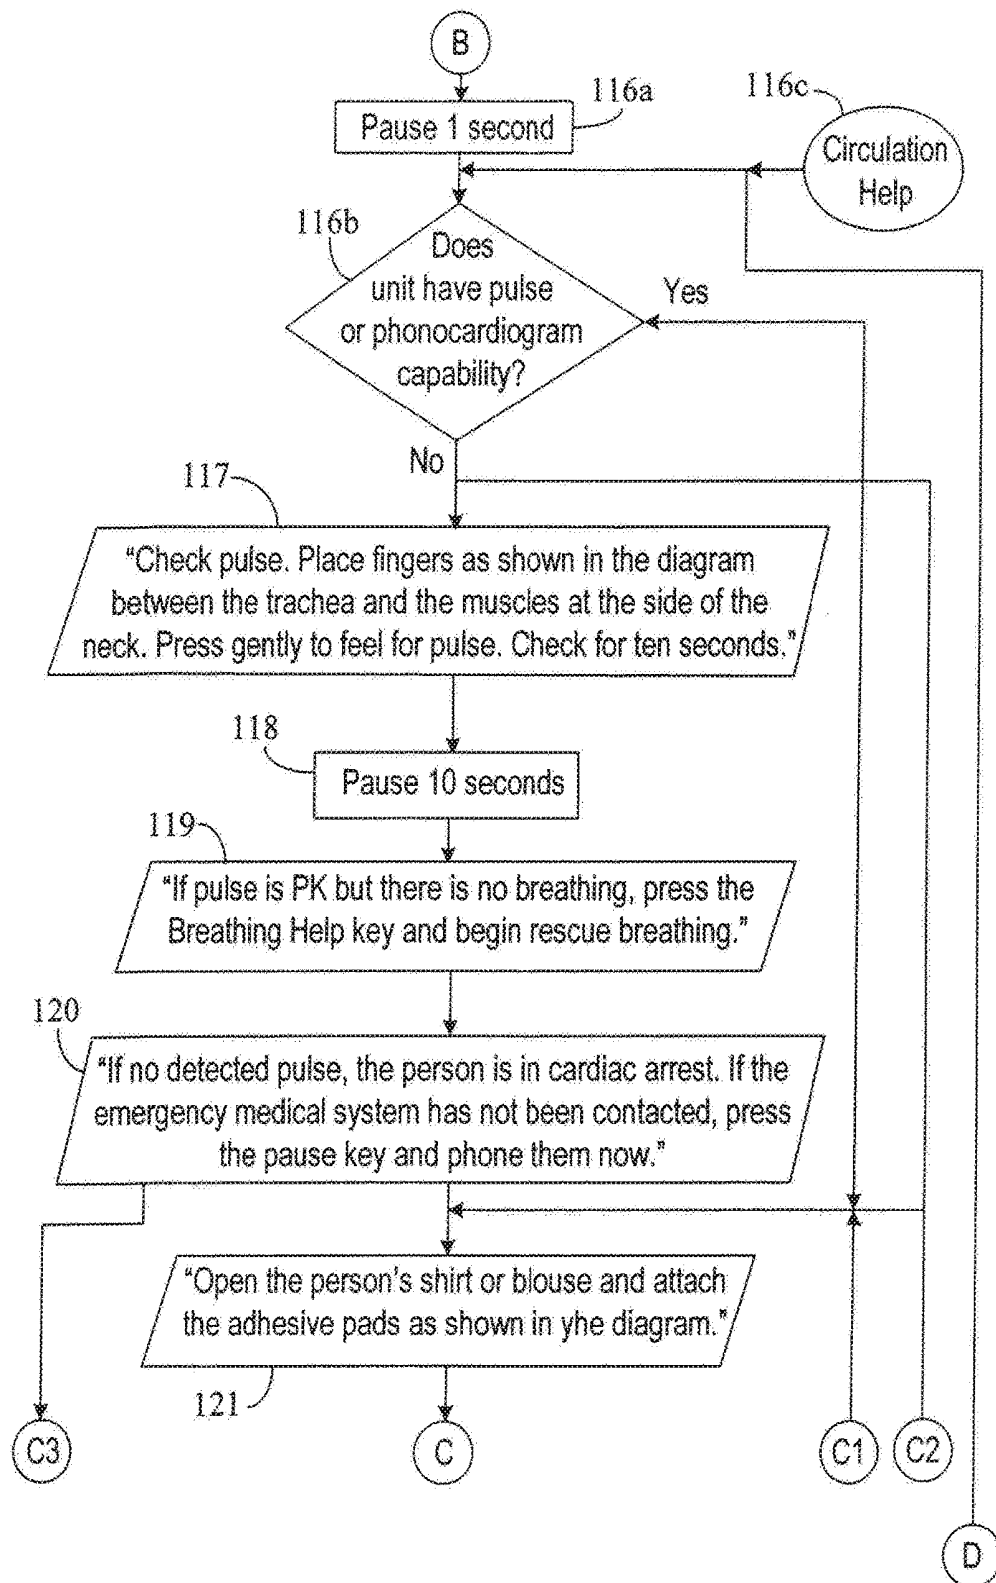 B
116a
Pause 1 second
116c
Circulation
Help
116b
Does
unit have pulse
or phonocardiogram
capability?
Yes
No
117
“Check pulse. Place fingers as shown in the diagram
between the trachea and the muscles at the side of the
neck. Press gently to feel for pulse. Check for ten seconds.”
118
Pause 10 seconds
119
“If pulse is PK but there is no breathing, press the
Breathing Help key and begin rescue breathing.”
120
“If no detected pulse, the person is in cardiac arrest. If the
emergency medical system has not been contacted, press
the pause key and phone them now.”
“Open the person’s shirt or blouse and attach
the adhesive pads as shown in yhe diagram.”
121
C3
C
C1
C2
D